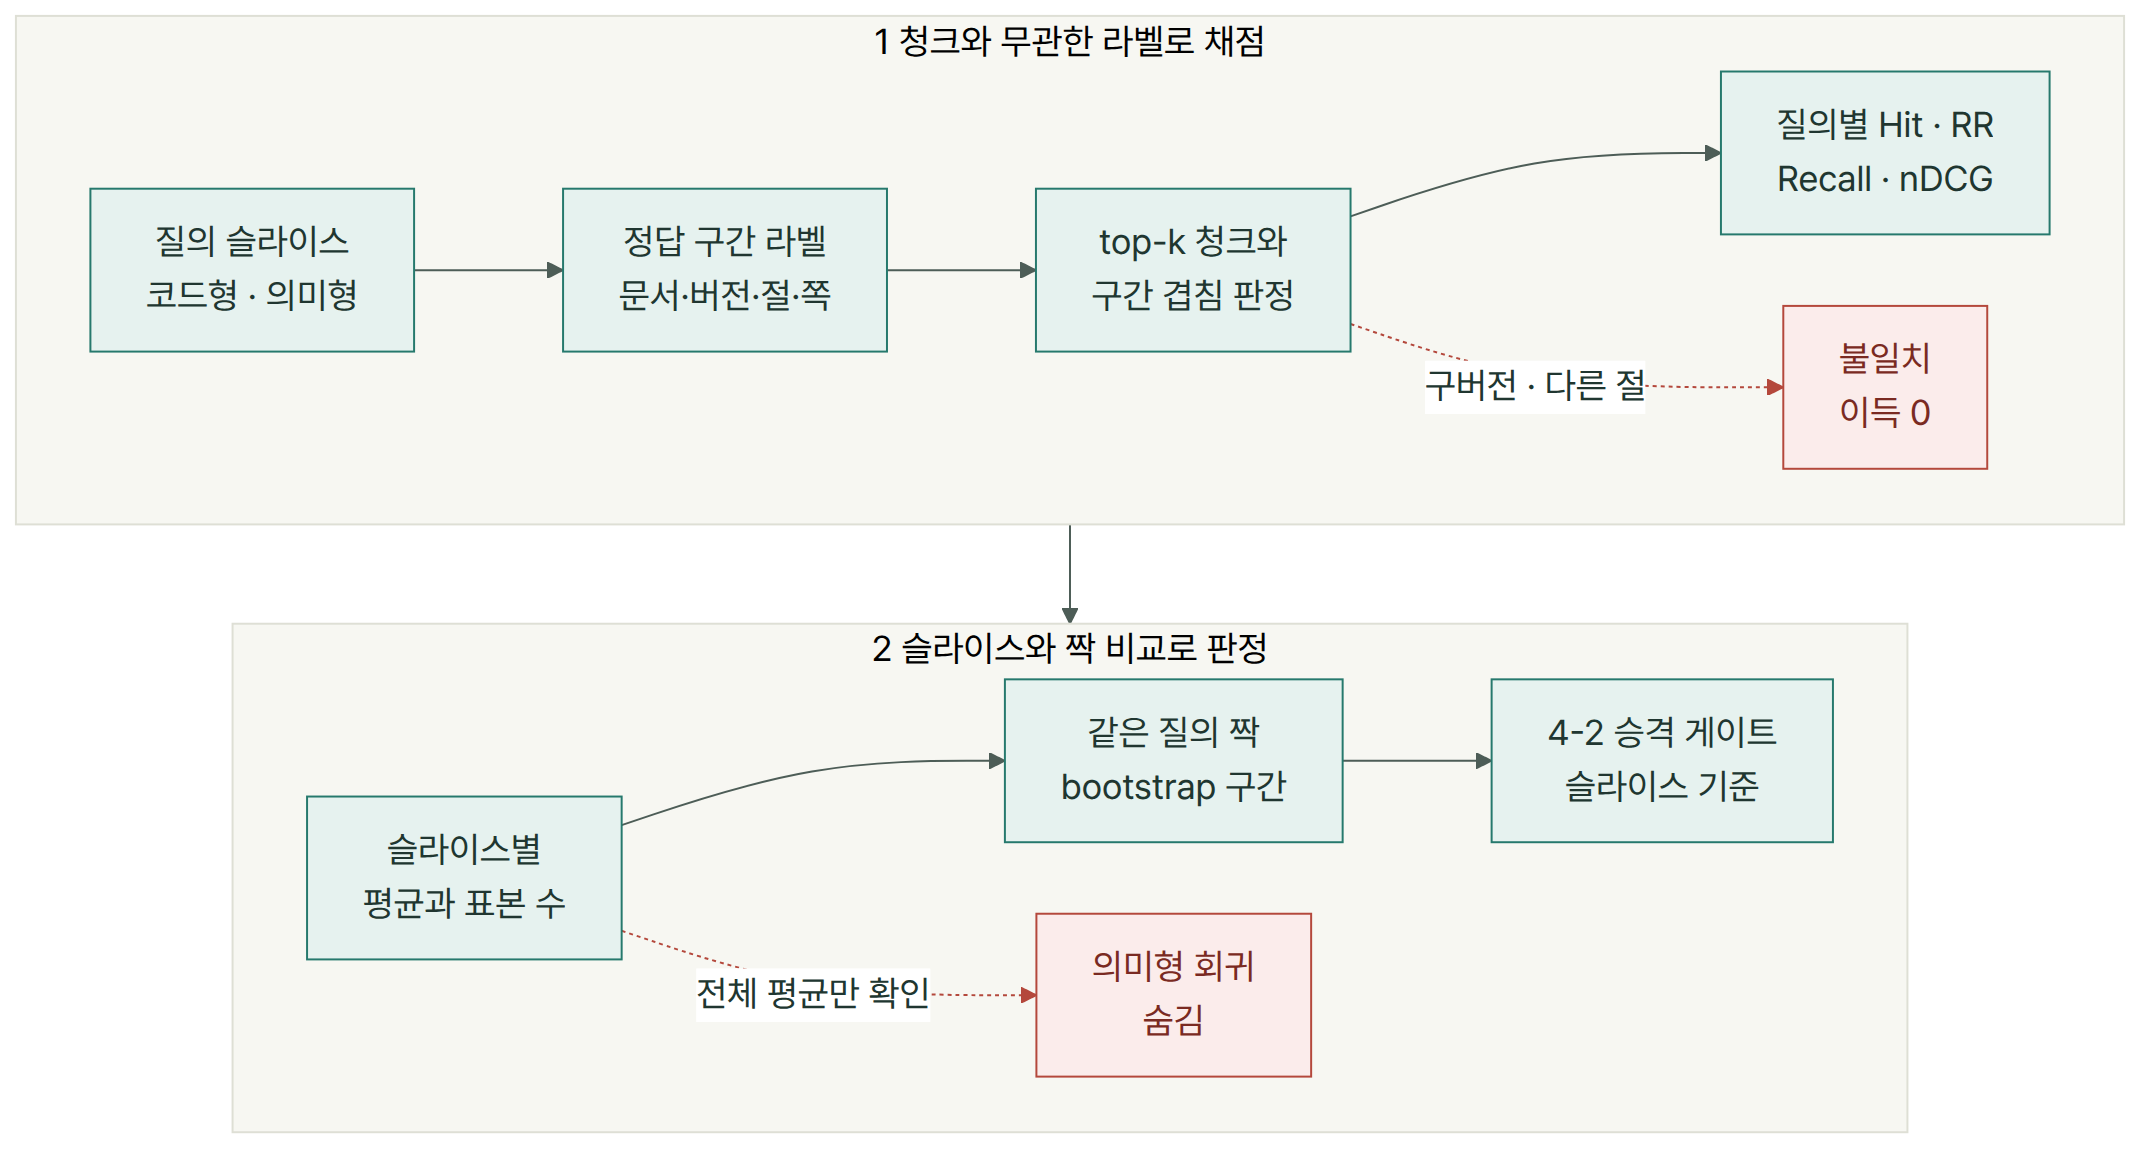 1 청크와 무관한 라벨로 채점
질의 슬라이스
코드형 · 의미형
정답 구간 라벨
문서·버전·절·쪽
top-k 청크와
구간 겹침 판정
질의별 Hit · RR
Recall · nDCG
구버전 · 다른 절
불일치
이득 0
2 슬라이스와 짝 비교로 판정
슬라이스별
평균과 표본 수
같은 질의 짝
bootstrap 구간
4-2 승격 게이트
슬라이스 기준
전체 평균만 확인
의미형 회귀
숨김